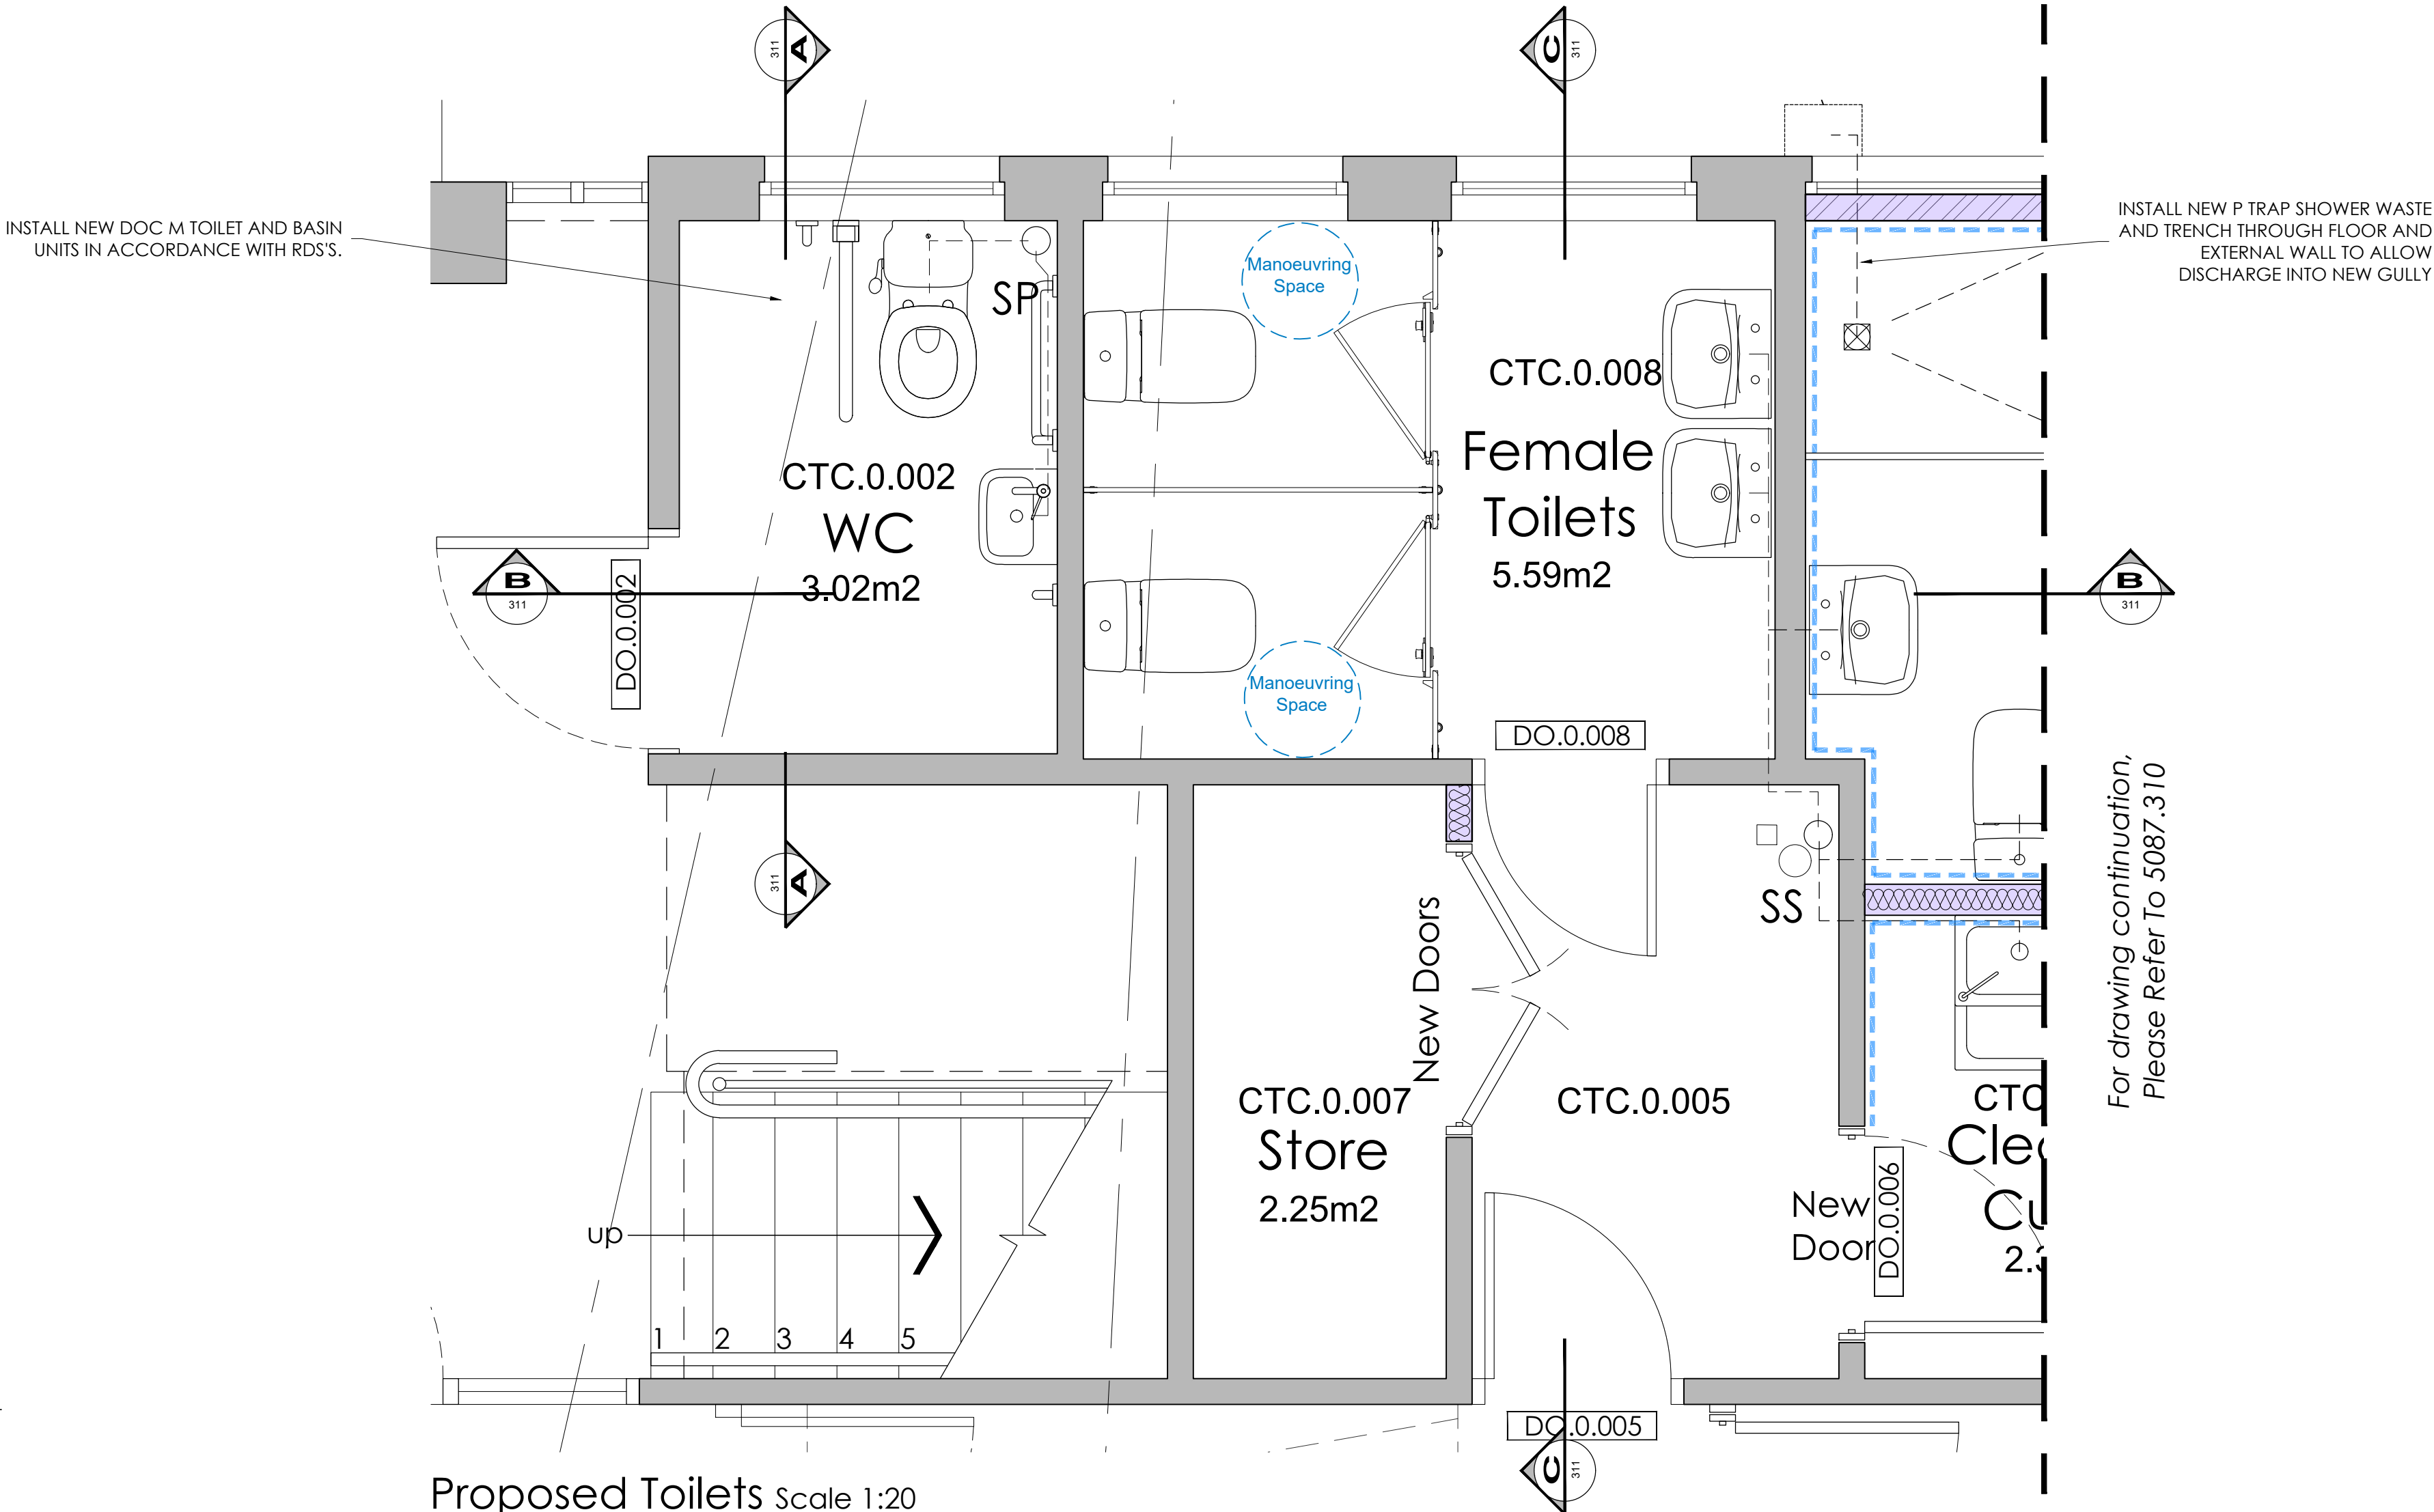 A
311
C
311
INSTALL NEW DOC M TOILET AND BASIN
UNITS IN ACCORDANCE WITH RDS'S.
INSTALL NEW P TRAP SHOWER WASTE
AND TRENCH THROUGH FLOOR AND
EXTERNAL WALL TO ALLOW
DISCHARGE INTO NEW GULLY
Manoeuvring
Space
SP
CTC.0.008
Female
Toilets
5.59m2
CTC.0.002
WC
3.02m2
B
311
DO.0.002
B
311
Manoeuvring
Space
DO.0.008
For drawing continuation,
Please Refer To 5087.310
A
311
SS
New Doors
CTC.0.007
Store
2.25m2
CTC.0.005
CTC
Clea
Cu
2.3
New
Door
DO.0.006
up
1
2
3
4
5
DO.0.005
C
311
Proposed Toilets Scale 1:20